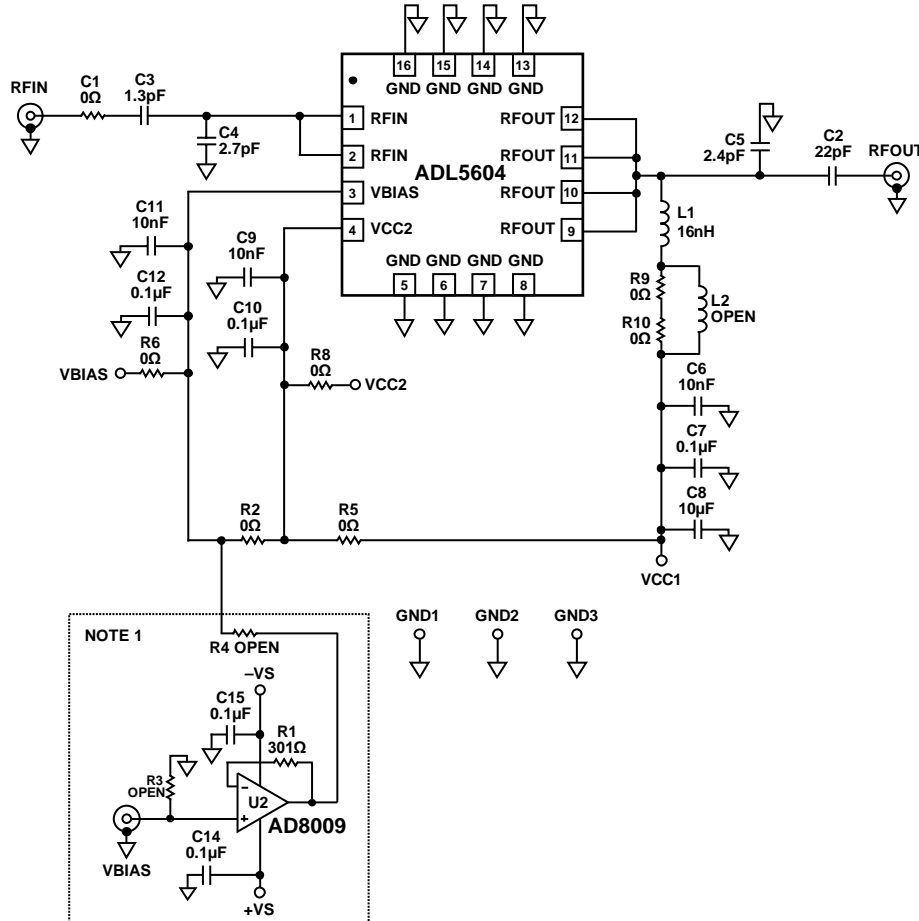 RFIN
C1
0Ω
C3
1.3pF
C4
2.7pF
16
15
14
13
GND
GND
GND
GND
1
RFIN
2
RFIN
3
VBIAS
4
VCC2
ADL5604
RFOUT
12
RFOUT
11
RFOUT
10
RFOUT
9
GND
GND
GND
GND
5
6
7
8
C5
2.4pF
C2
22pF
RFOUT
L1
16nH
R9
0Ω
R10
0Ω
L2
OPEN
C11
10nF
C12
0.1µF
R6
0Ω
VBIAS
C9
10nF
C10
0.1µF
R8
0Ω
VCC2
C6
10nF
C7
0.1µF
C8
10µF
R2
0Ω
R5
0Ω
VCC1
NOTE 1
R4 OPEN
GND1
GND2
GND3
–VS
C15
0.1µF
R1
301Ω
R3
OPEN
–
U2
+
AD8009
VBIAS
C14
0.1µF
+VS